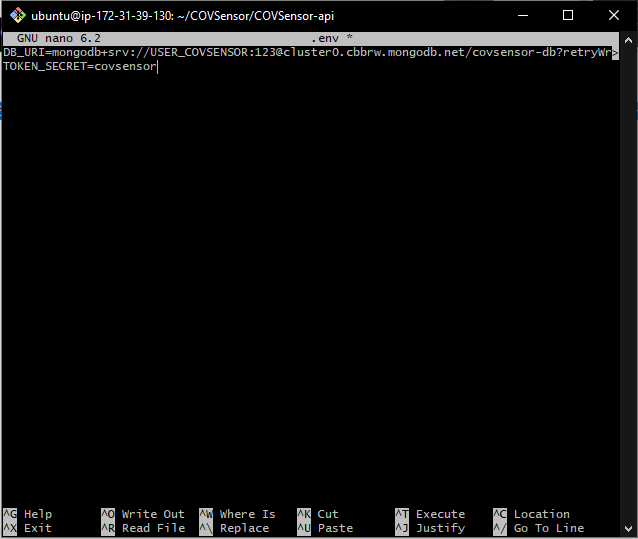 ubuntu@ip-172-31-39-130: ~/COVSensor/COVSensor-api
GNU nano 6.2 .env *
DB_URI=mongodb+srv://USER_COVSENSOR:123@cluster0.cbbrw.mongodb.net/covsensor-db?retryWr>
TOKEN_SECRET=covsensor
^G Help ^O Write Out ^W Where Is ^K Cut ^T Execute ^C Location
^X Exit ^R Read File ^\ Replace ^U Paste ^J Justify ^/ Go To Line